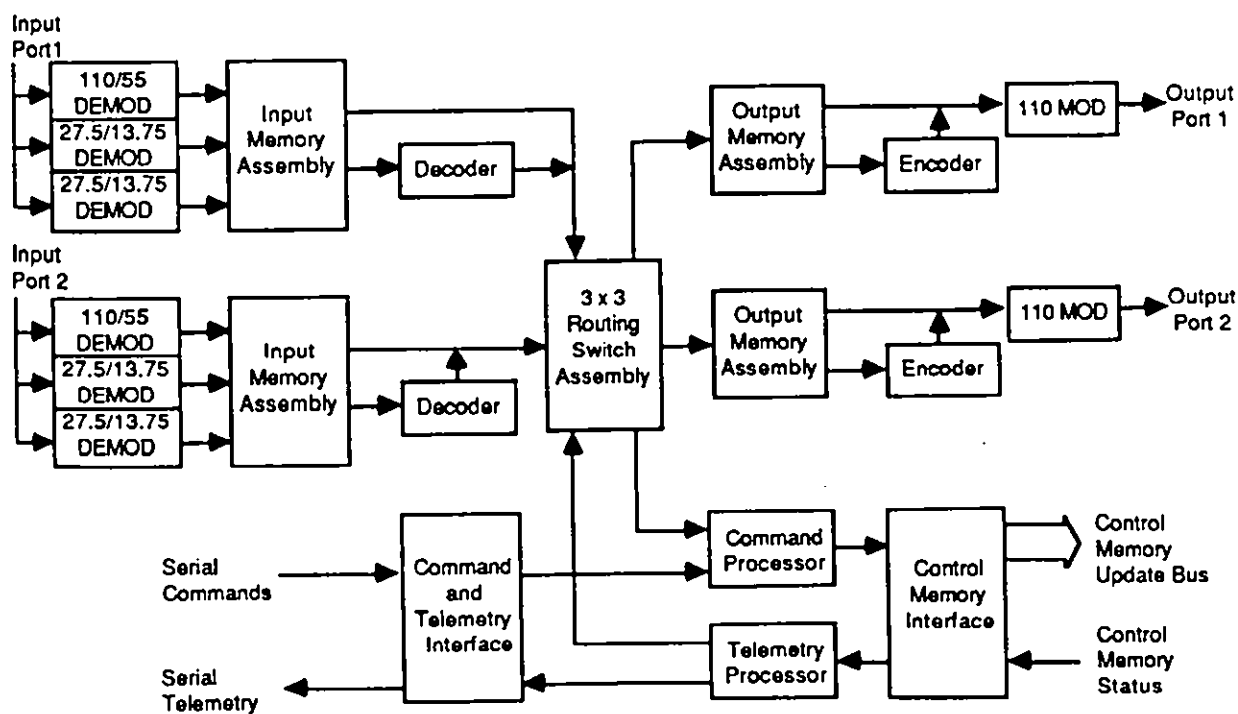 Input
Port1
110/55
DEMOD
27.5/13.75
DEMOD
27.5/13.75
DEMOD
Input
Memory
Assembly
Decoder
Output
Memory
Assembly
Encoder
110 MOD
Output
Port 1
Input
Port 2
110/55
DEMOD
27.5/13.75
DEMOD
27.5/13.75
DEMOD
Input
Memory
Assembly
Decoder
3 x 3
Routing
Switch
Assembly
Output
Memory
Assembly
Encoder
110 MOD
Output
Port 2
Serial
Commands
Command
and
Telemetry
Interface
Command
Processor
Control
Memory
Interface
Control
Memory
Update Bus
Serial
Telemetry
Telemetry
Processor
Control
Memory
Status